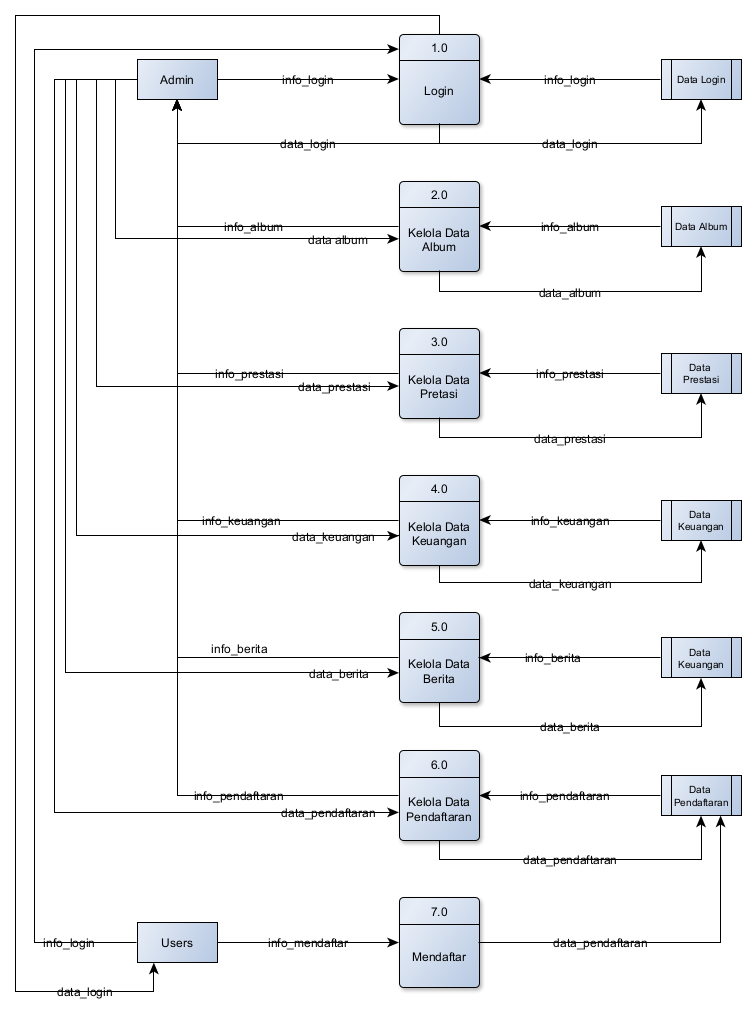 1.0
Admin
info_login
Login
info_login
Data Login
data_login
data_login
2.0
info_album
data album
Kelola Data
Album
info_album
Data Album
data_album
3.0
info_prestasi
data_prestasi
Kelola Data
Pretasi
info_prestasi
Data
Prestasi
data_prestasi
4.0
info_keuangan
data_keuangan
Kelola Data
Keuangan
info_keuangan
Data
Keuangan
data_keuangan
5.0
info_berita
data_berita
Kelola Data
Berita
info_berita
Data
Keuangan
data_berita
6.0
info_pendaftaran
data_pendaftaran
Kelola Data
Pendaftaran
info_pendaftaran
Data
Pendaftaran
data_pendaftaran
7.0
info_login
Users
info_mendaftar
Mendaftar
data_pendaftaran
data_login